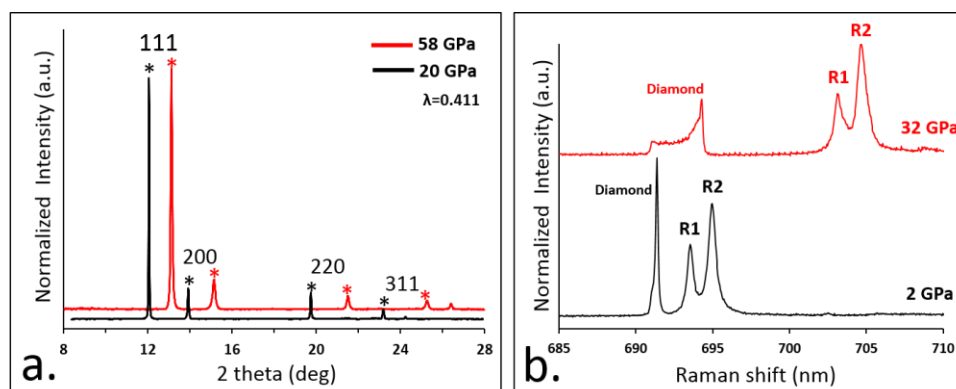 Normalized Intensity (a.u.)
111
* *
58 GPa
20 GPa
λ=0.411
200
* *
220
* *
311
* *
8 12 16 20 24 28
2 theta (deg)
a.
Normalized Intensity (a.u.)
R2
R1
Diamond
32 GPa
Diamond
R2
R1
2 GPa
685 690 695 700 705 710
Raman shift (nm)
b.